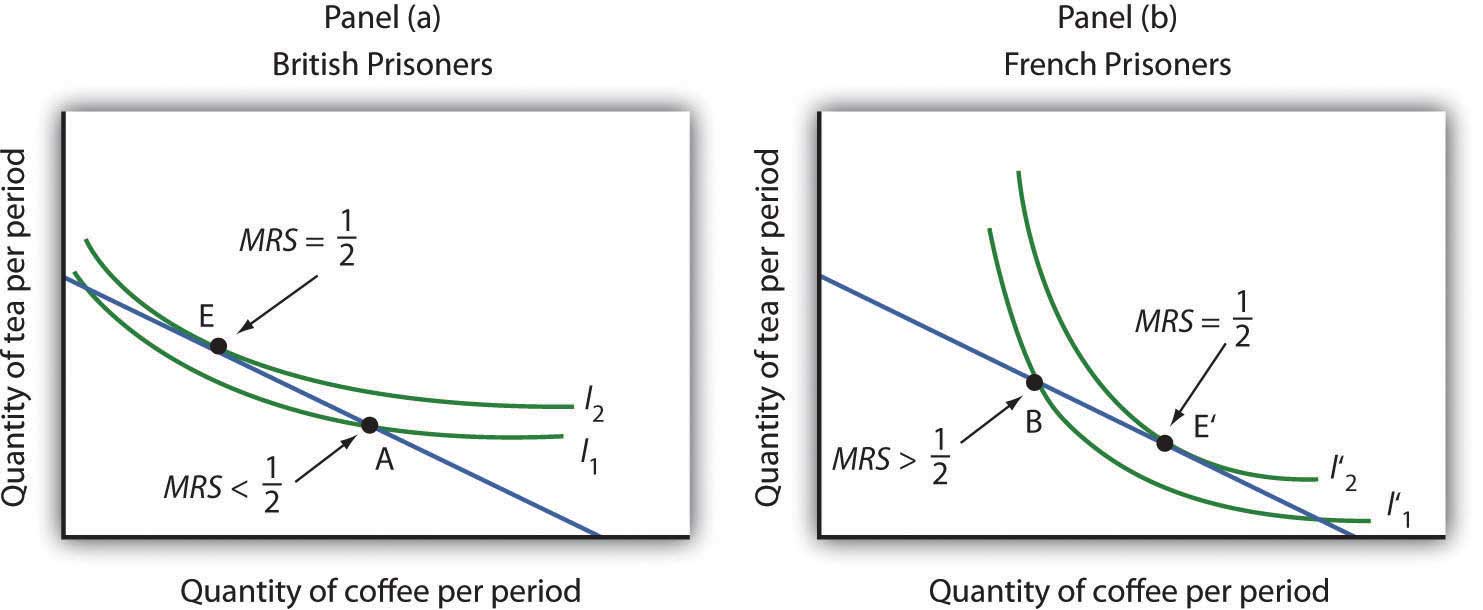 Panel (a)
British Prisoners
Quantity of tea per period
MRS = 1/2
E
A
MRS < 1/2
I2
I1
Quantity of coffee per period
Panel (b)
French Prisoners
Quantity of tea per period
MRS = 1/2
B
E‘
MRS > 1/2
I‘2
I‘1
Quantity of coffee per period